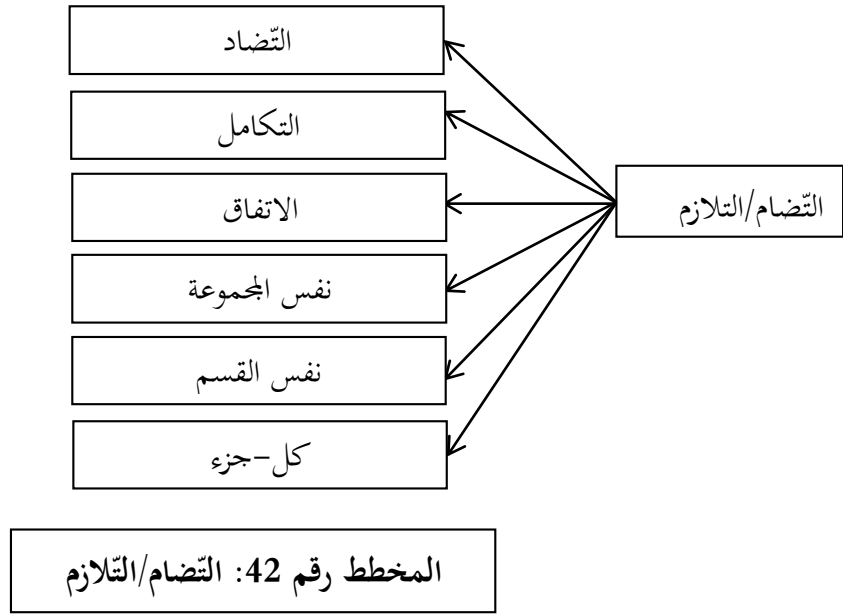 التّضام/التلازم
التّضاد
التكامل
الاتفاق
نفس المجموعة
نفس القسم
كل-جزء
المخطط رقم 42: التّضام/التّلازم